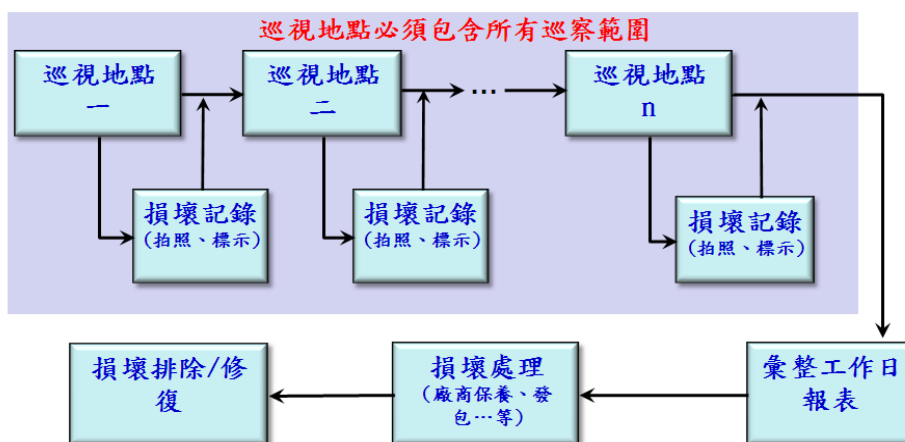 巡視地點必須包含所有巡察範圍
巡視地點
一
巡視地點
二
...
巡視地點
n
損壞記錄
(拍照、標示)
損壞記錄
(拍照、標示)
損壞記錄
(拍照、標示)
損壞排除/修
復
損壞處理
(廠商保養、發
包…等)
彙整工作日
報表